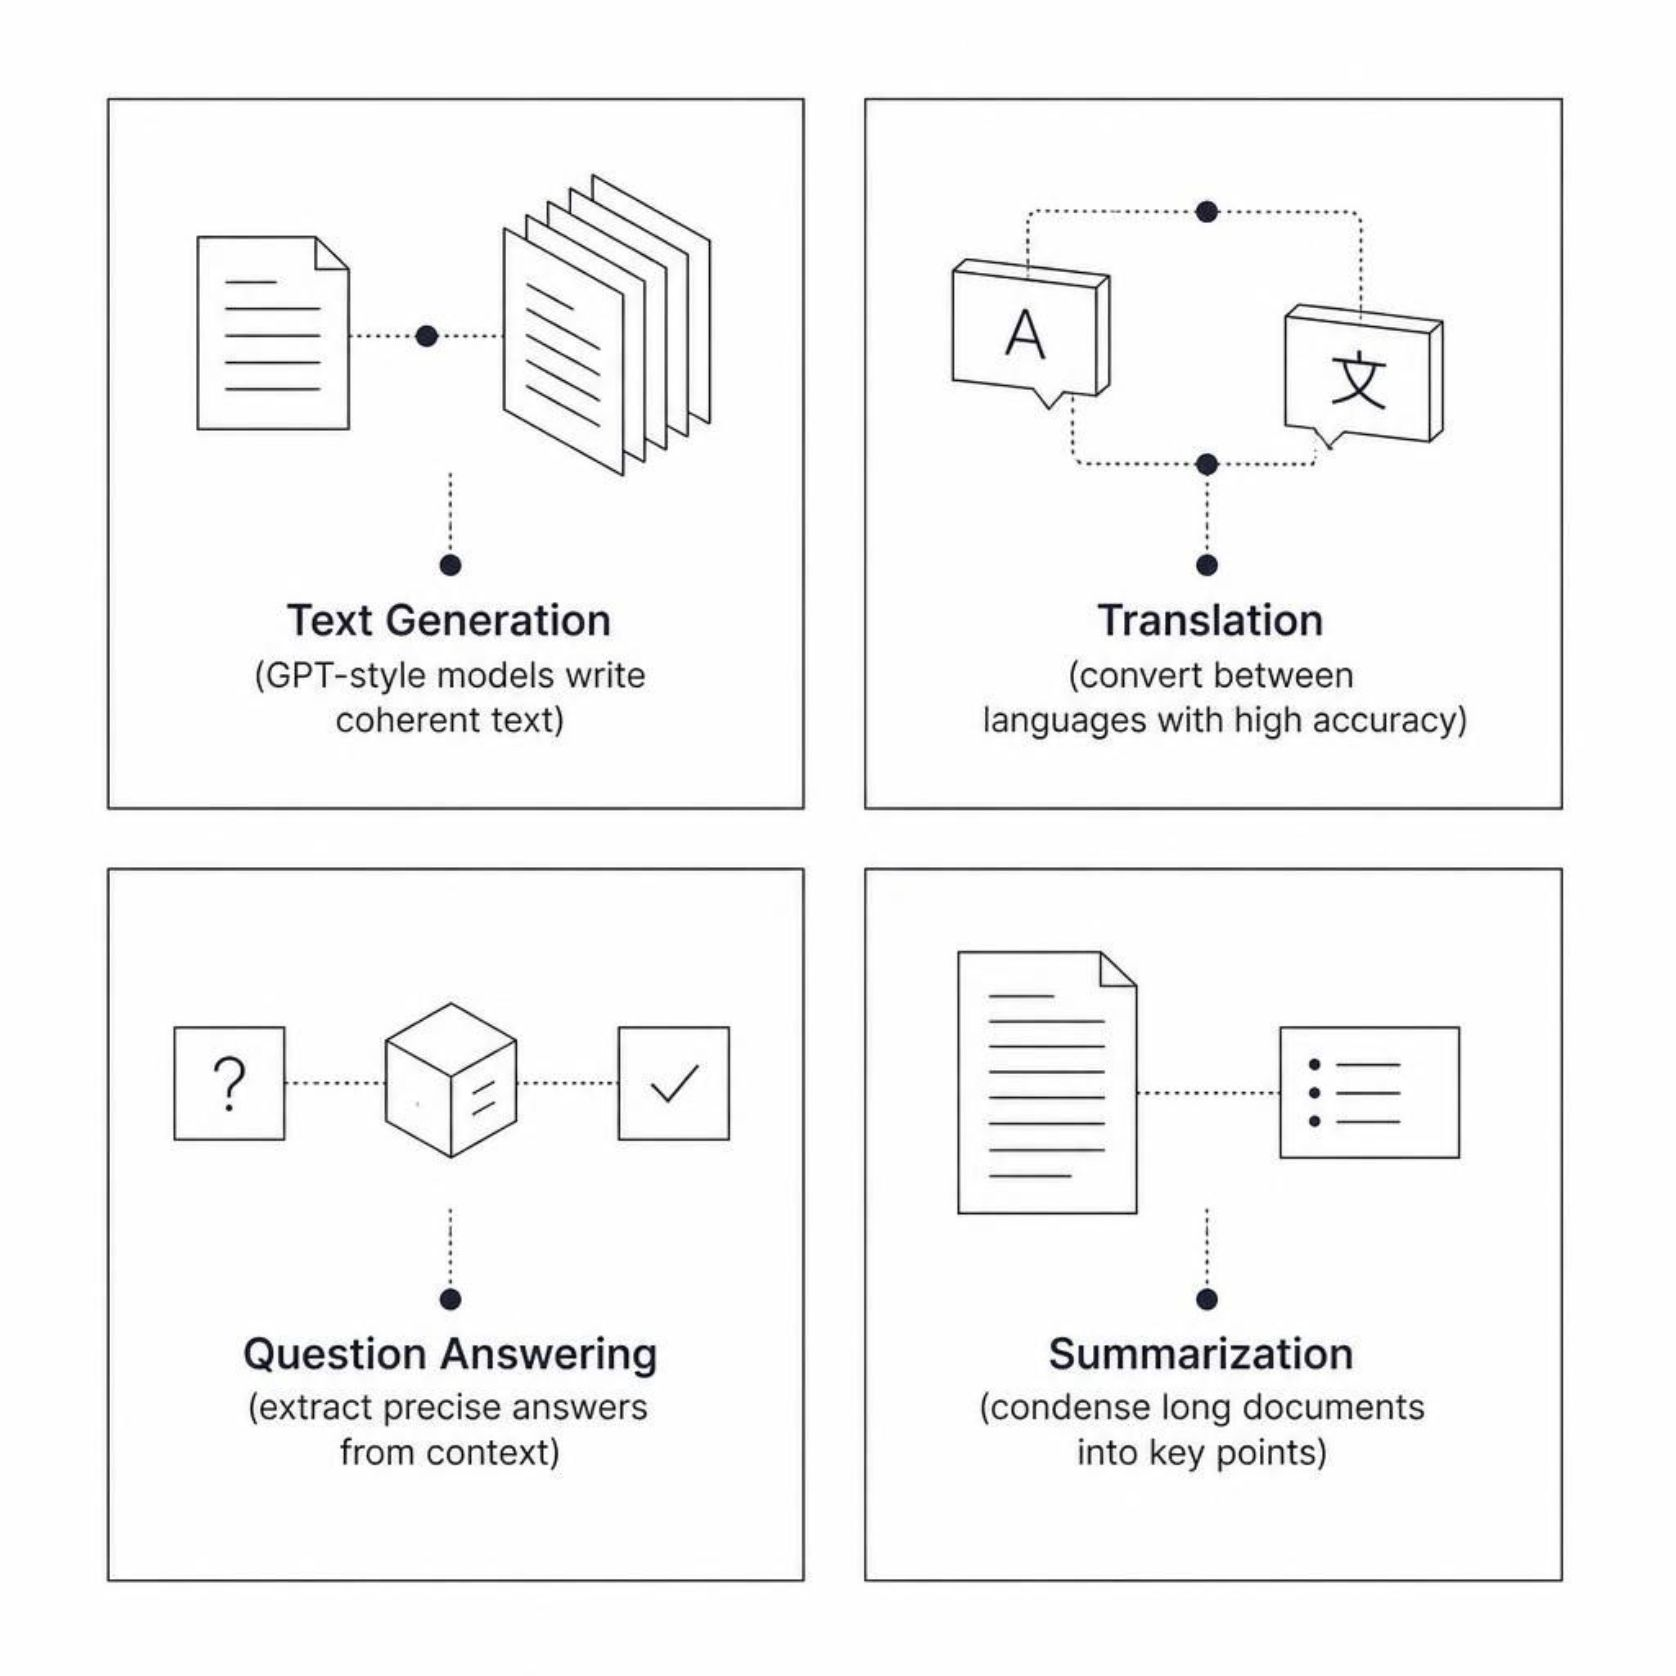 A
文
Text Generation
(GPT-style models write
coherent text)
Translation
(convert between
languages with high accuracy)
?
Question Answering
(extract precise answers
from context)
Summarization
(condense long documents
into key points)